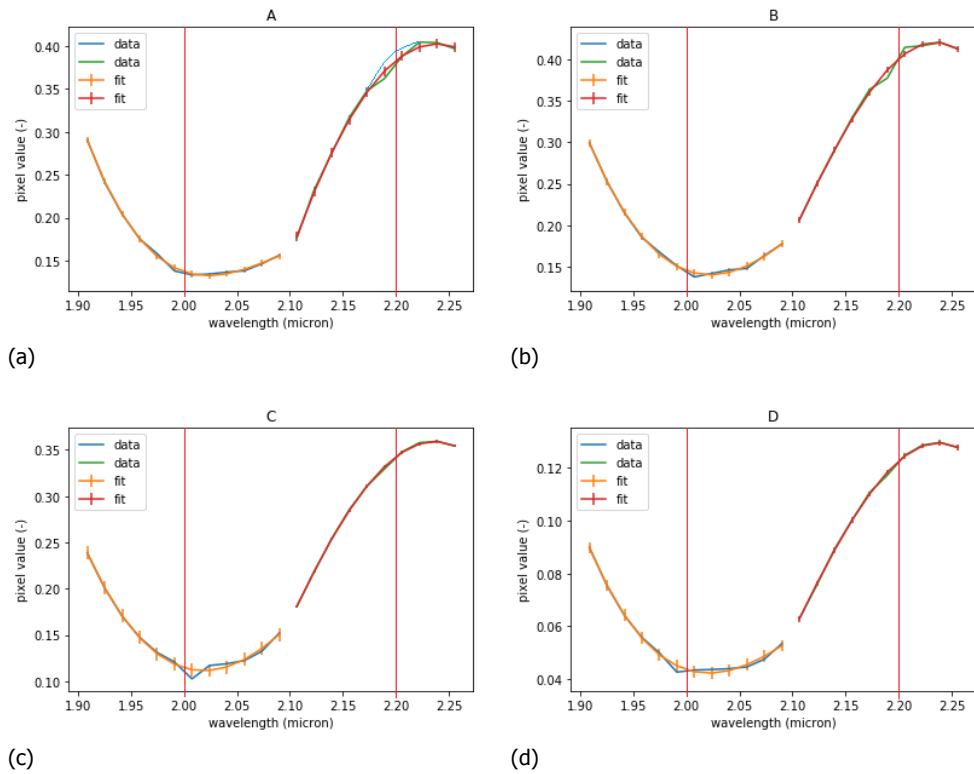 A
B
0.40
0.35
0.30
0.25
0.20
0.15
pixel value (-)
data
data
fit
fit
1.90 1.95 2.00 2.05 2.10 2.15 2.20 2.25
wavelength (micron)
0.40
0.35
0.30
0.25
0.20
0.15
pixel value (-)
data
data
fit
fit
1.90 1.95 2.00 2.05 2.10 2.15 2.20 2.25
wavelength (micron)
(a)
(b)
C
D
0.35
0.30
0.25
0.20
0.15
0.10
pixel value (-)
data
data
fit
fit
1.90 1.95 2.00 2.05 2.10 2.15 2.20 2.25
wavelength (micron)
0.12
0.10
0.08
0.06
0.04
pixel value (-)
data
data
fit
fit
1.90 1.95 2.00 2.05 2.10 2.15 2.20 2.25
wavelength (micron)
(c)
(d)